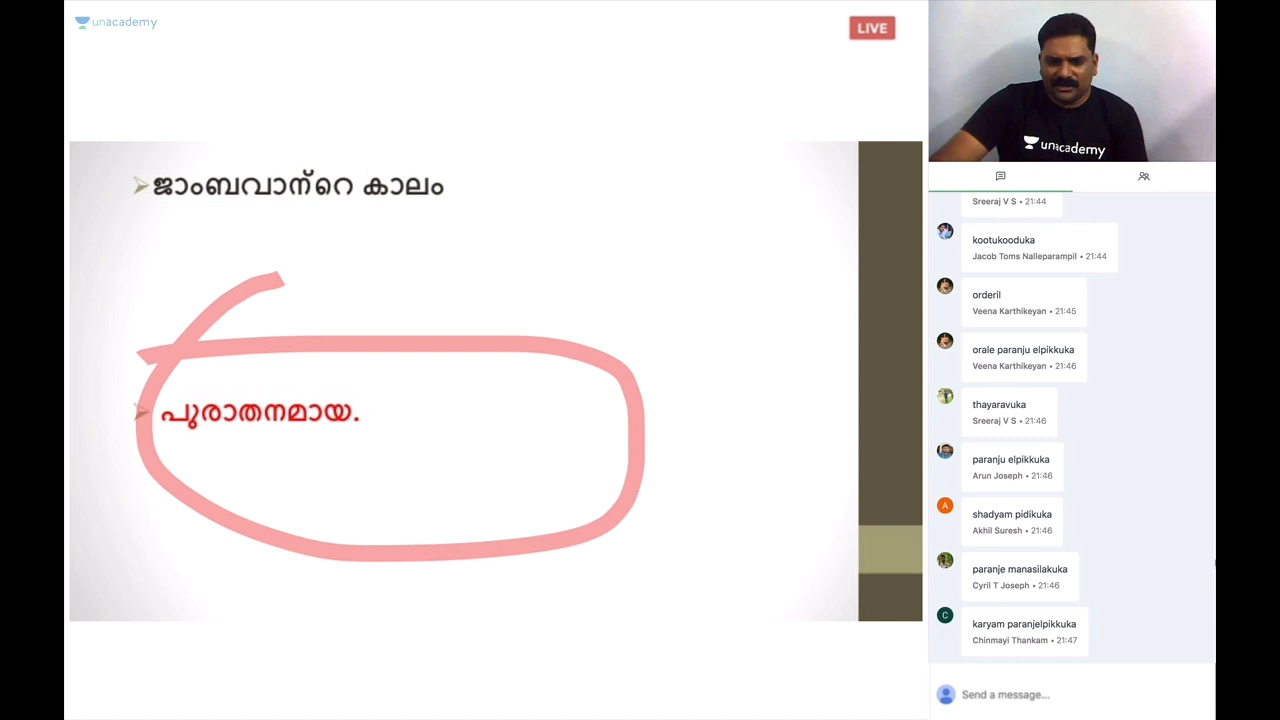 unacademy
LIVE
ജാംബവാന്‍റെ കാലം
പുരാതനമായ.
unacademy
Sreeraj V S • 21:44
kootukooduka
Jacob Toms Nalleparampil • 21:44
orderil
Veena Karthikeyan • 21:45
orale paranju elpikkuka
Veena Karthikeyan • 21:46
thayaravuka
Sreeraj V S • 21:46
paranju elpikkuka
Arun Joseph • 21:46
A
shadyam pidikuka
Akhil Suresh • 21:46
paranje manasilakuka
Cyril T Joseph • 21:46
C
karyam paranjelpikkuka
Chinmayi Thankam • 21:47
Send a message...